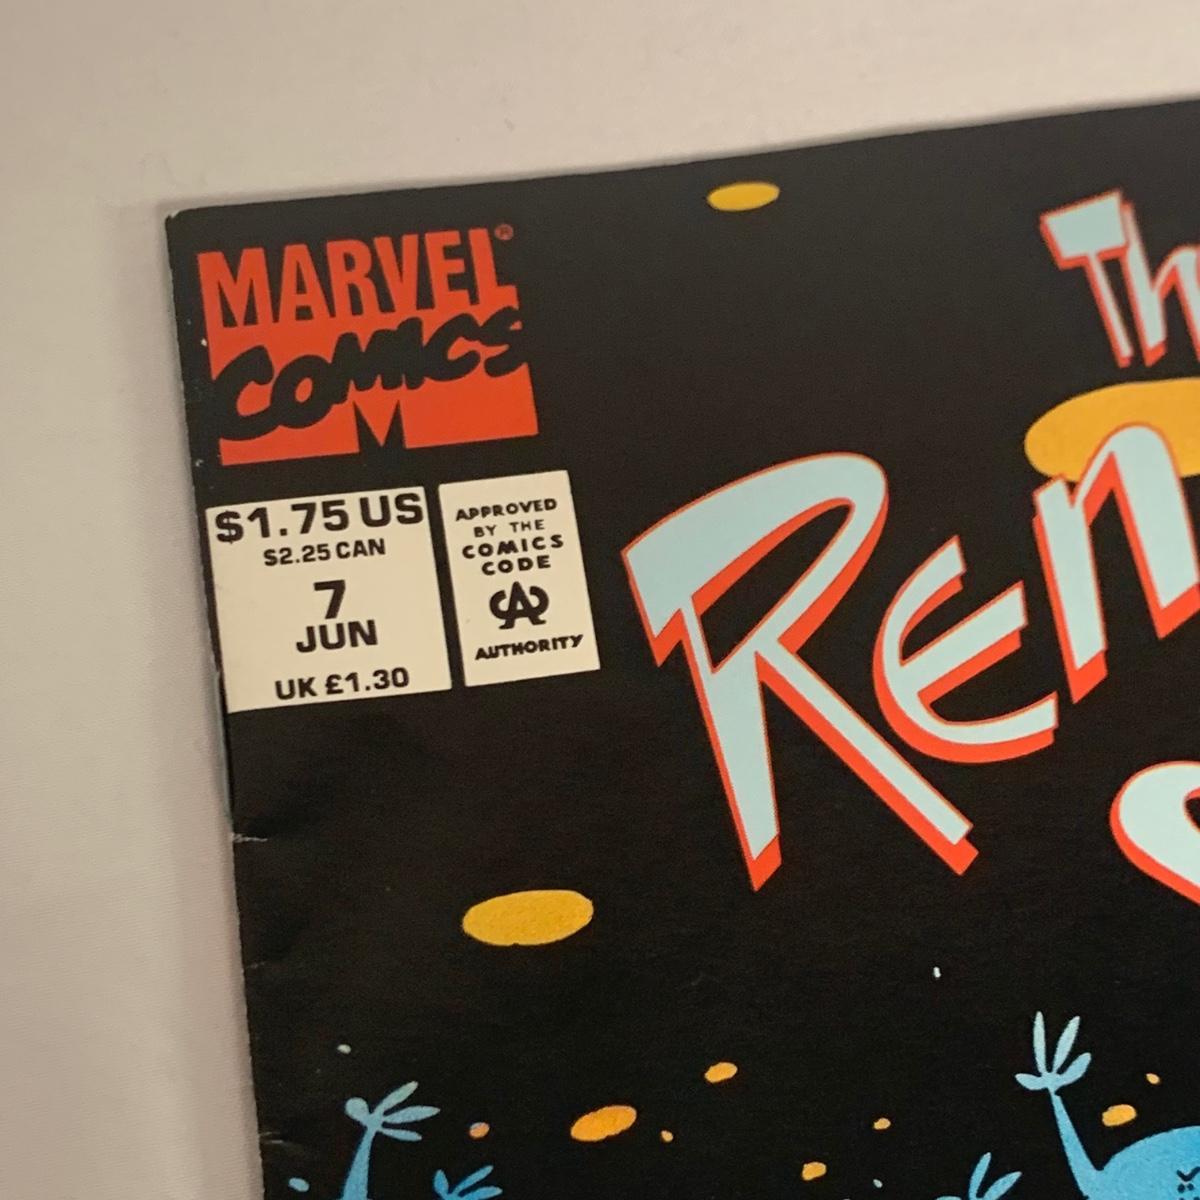 MARVEL®
COMICS
$1.75 US
$2.25 CAN
7
JUN
UK £1.30
APPROVED
BY THE
COMICS
CODE
CA
AUTHORITY
Th
Ren
S